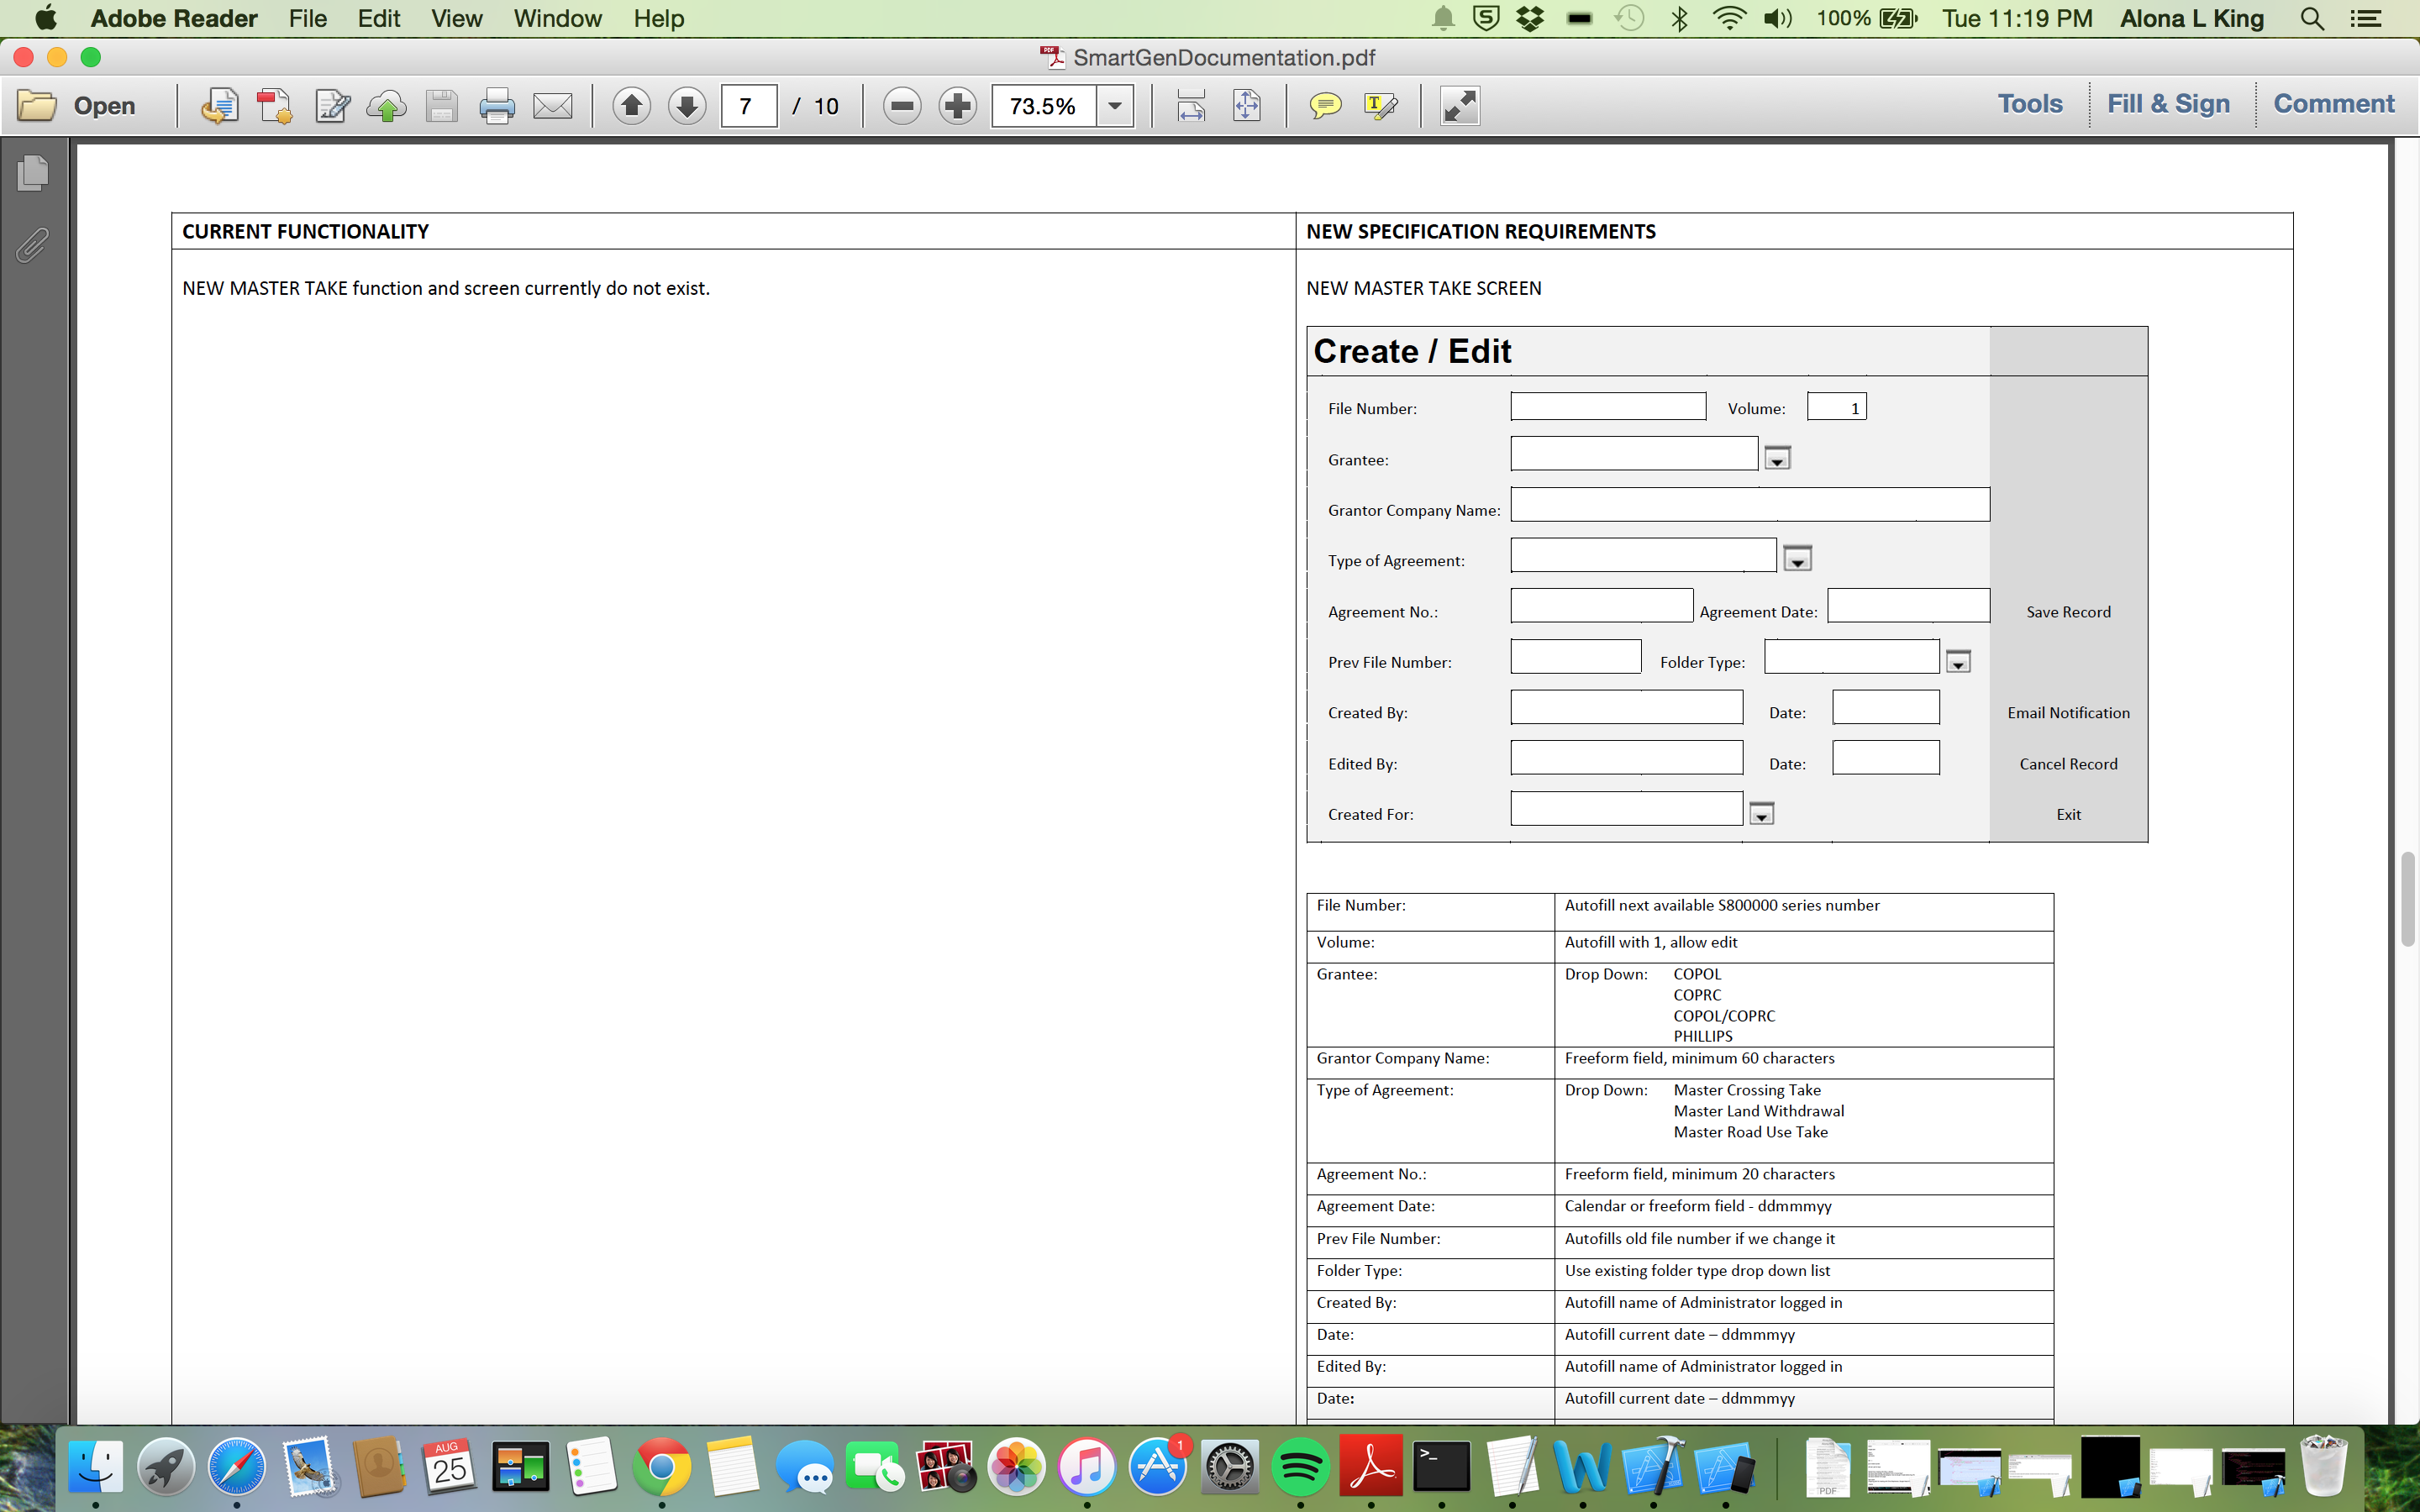 Adobe Reader File Edit View Window Help 100% Tue 11:19 PM Alona L King
SmartGenDocumentation.pdf
Open 7 / 10 73.5% Tools Fill & Sign Comment
CURRENT FUNCTIONALITY
NEW MASTER TAKE function and screen currently do not exist.
NEW SPECIFICATION REQUIREMENTS
NEW MASTER TAKE SCREEN
Create / Edit
File Number: Volume: 1
Grantee:
Grantor Company Name:
Type of Agreement:
Agreement No.: Agreement Date: Save Record
Prev File Number: Folder Type:
Created By: Date: Email Notification
Edited By: Date: Cancel Record
Created For: Exit
File Number: Autofill next available S800000 series number
Volume: Autofill with 1, allow edit
Grantee: Drop Down: COPOL
COPRC
COPOL/COPRC
PHILLIPS
Grantor Company Name: Freeform field, minimum 60 characters
Type of Agreement: Drop Down: Master Crossing Take
Master Land Withdrawal
Master Road Use Take
Agreement No.: Freeform field, minimum 20 characters
Agreement Date: Calendar or freeform field - ddmmmyy
Prev File Number: Autofills old file number if we change it
Folder Type: Use existing folder type drop down list
Created By: Autofill name of Administrator logged in
Date: Autofill current date – ddmmmyy
Edited By: Autofill name of Administrator logged in
Date: Autofill current date – ddmmmyy
AUG
25
1
PDF